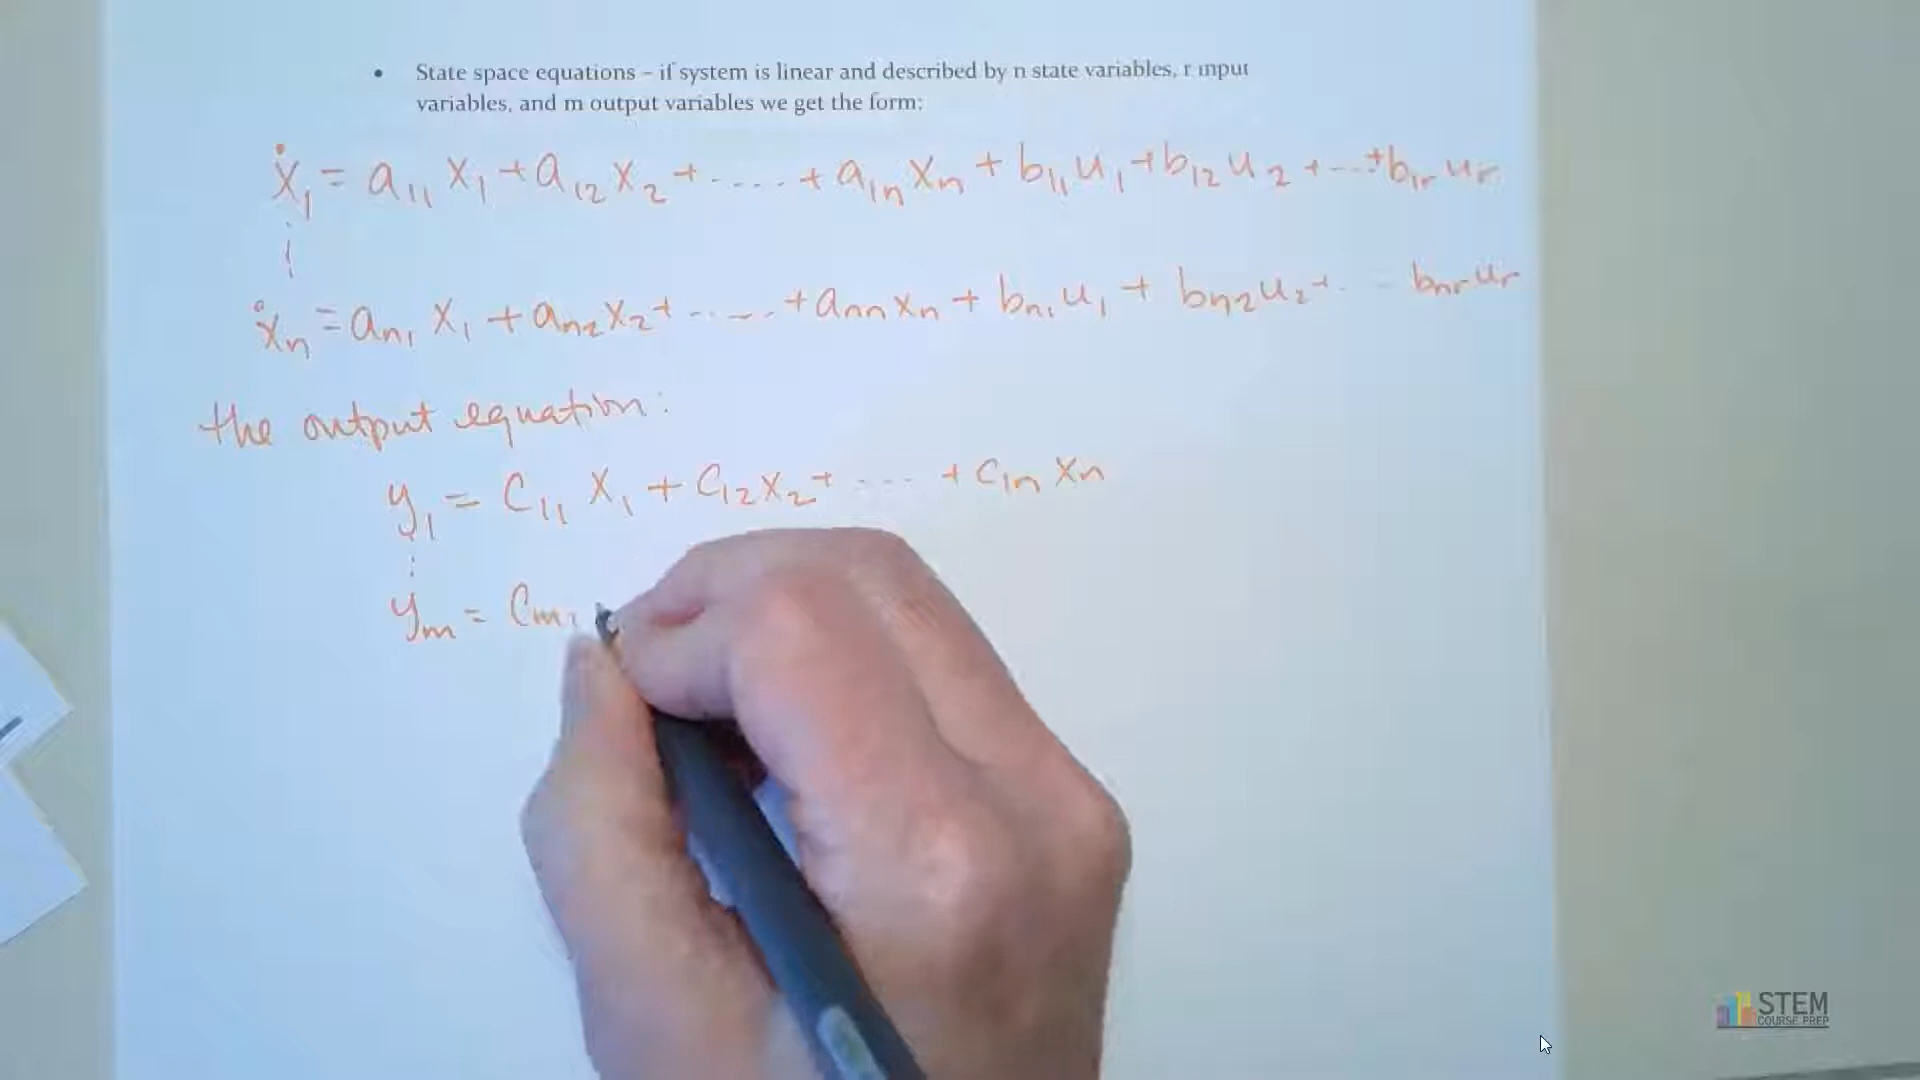 • State space equations – if system is linear and described by n state variables, r input
variables, and m output variables we get the form:
ẋ₁ = a₁₁ x₁ + a₁₂ x₂ + ..... + a₁ₙ xₙ + b₁₁ u₁ + b₁₂ u₂ + ... + b₁ᵣ uᵣ
⋮
ẋₙ = aₙ₁ x₁ + aₙ₂ x₂ + ..... + aₙₙ xₙ + bₙ₁ u₁ + bₙ₂ u₂ + .. bₙᵣ uᵣ
the output equation:
y₁ = C₁₁ x₁ + C₁₂ x₂ + .... + C₁ₙ xₙ
⋮
yₘ = Cₘ₁
STEM
COURSE PREP